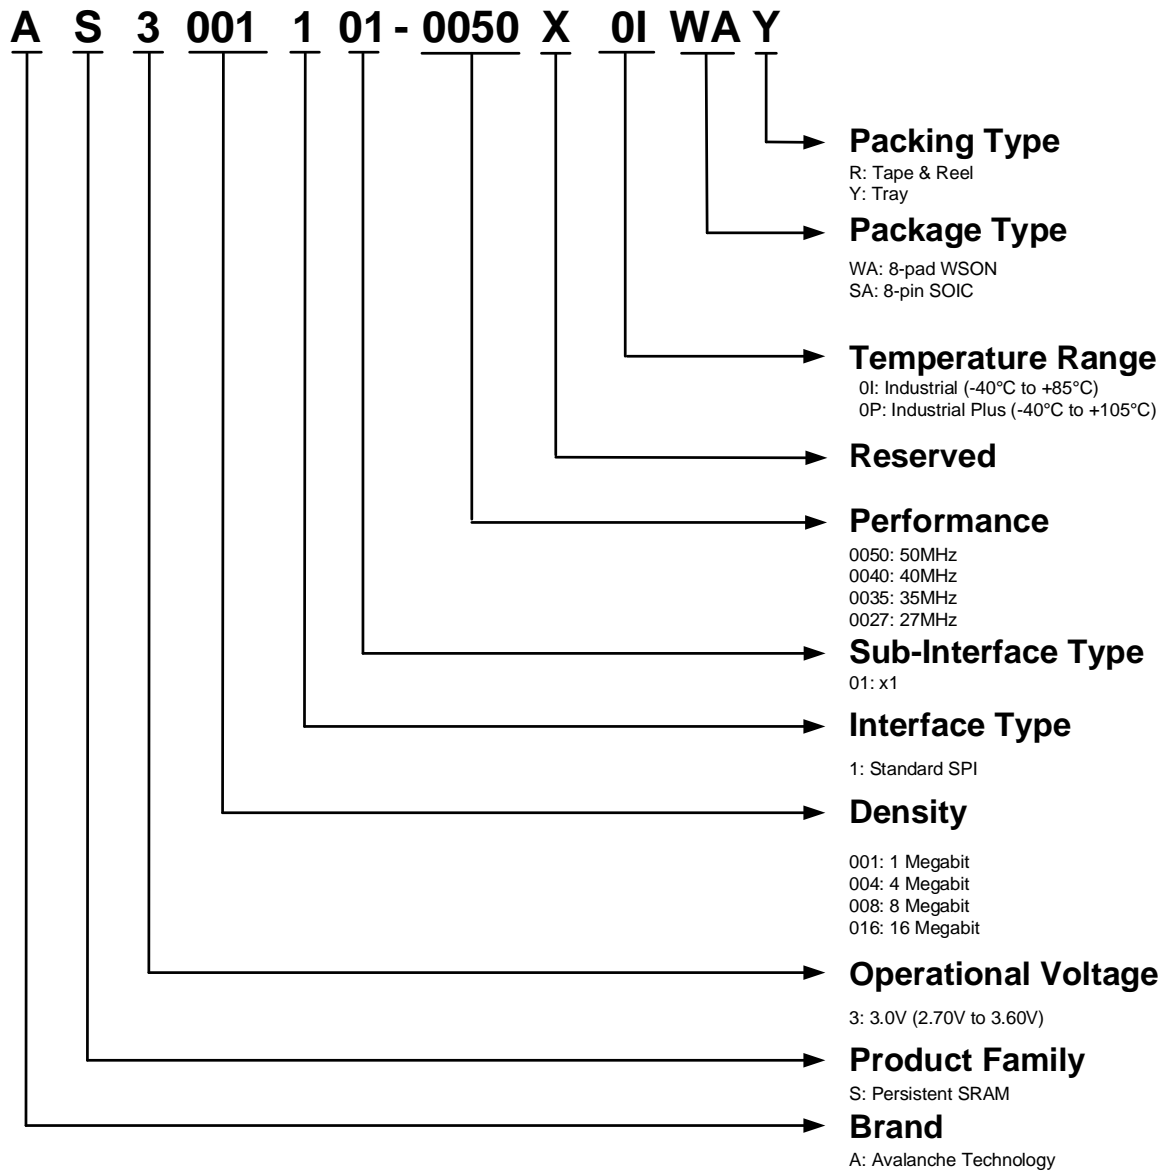 A S 3 001 1 01 - 0050 X 0I WA Y
Packing Type
R: Tape & Reel
Y: Tray
Package Type
WA: 8-pad WSON
SA: 8-pin SOIC
Temperature Range
0I: Industrial (-40°C to +85°C)
0P: Industrial Plus (-40°C to +105°C)
Reserved
Performance
0050: 50MHz
0040: 40MHz
0035: 35MHz
0027: 27MHz
Sub-Interface Type
01: x1
Interface Type
1: Standard SPI
Density
001: 1 Megabit
004: 4 Megabit
008: 8 Megabit
016: 16 Megabit
Operational Voltage
3: 3.0V (2.70V to 3.60V)
Product Family
S: Persistent SRAM
Brand
A: Avalanche Technology